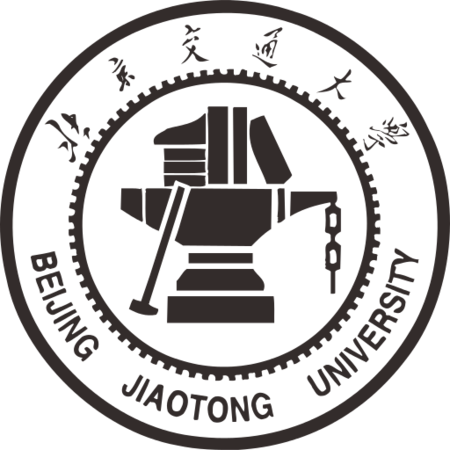 北京交通大學
BEIJING JIAOTONG UNIVERSITY